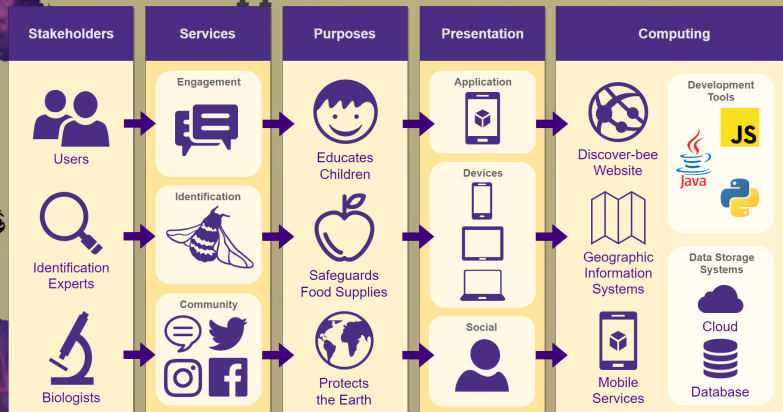 Stakeholders
Services
Purposes
Presentation
Computing
Users
Identification
Experts
Biologists
Engagement
Identification
Community
Educates
Children
Safeguards
Food Supplies
Protects
the Earth
Application
Devices
Social
Discover-bee
Website
Geographic
Information
Systems
Mobile
Services
Development
Tools
JS
Java
Data Storage
Systems
Cloud
Database